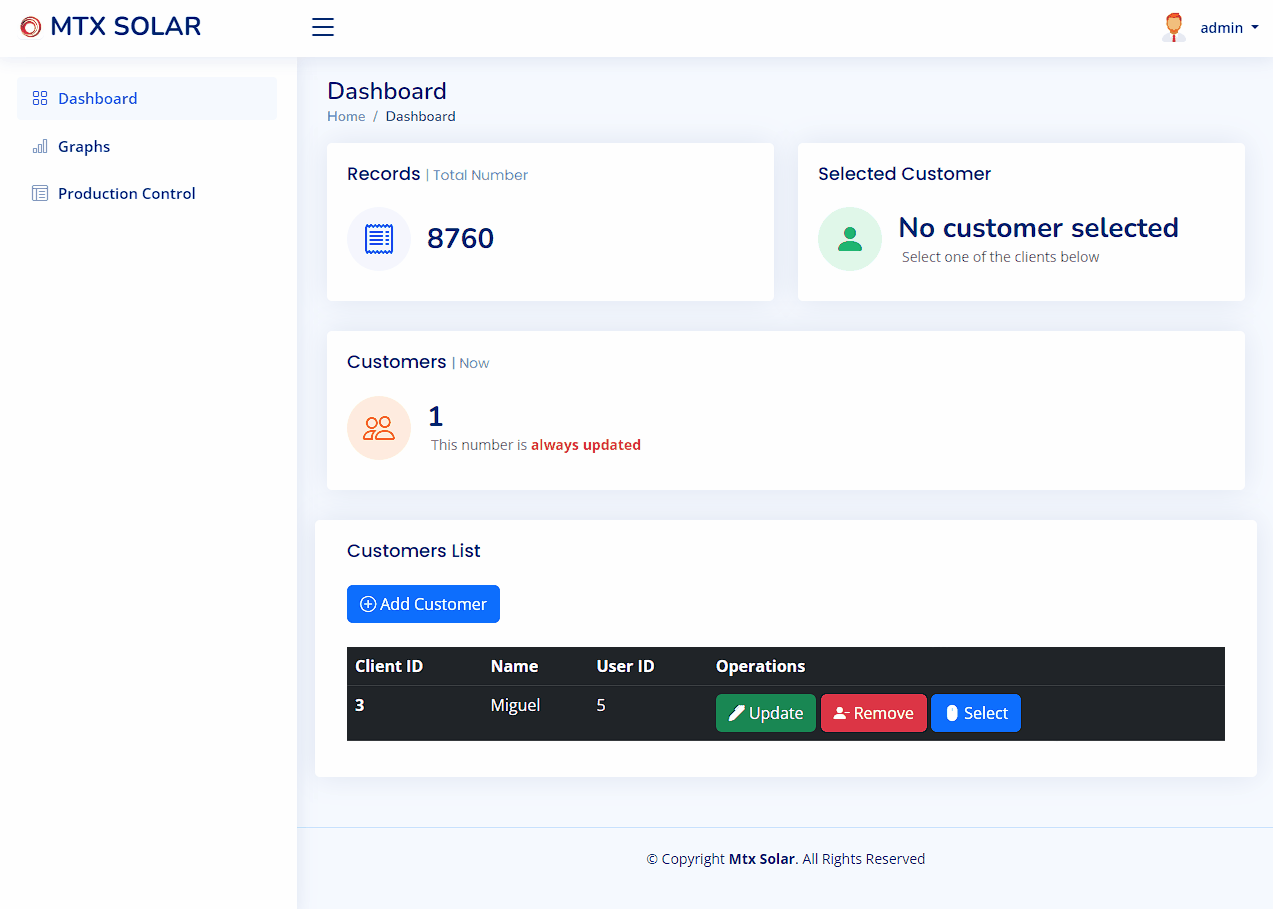 MTX SOLAR
admin
Dashboard
Graphs
Production Control
Dashboard
Home / Dashboard
Records | Total Number
8760
Selected Customer
No customer selected
Select one of the clients below
Customers | Now
1
This number is always updated
Customers List
Add Customer
Client ID Name User ID Operations
3 Miguel 5 Update Remove Select
© Copyright Mtx Solar. All Rights Reserved